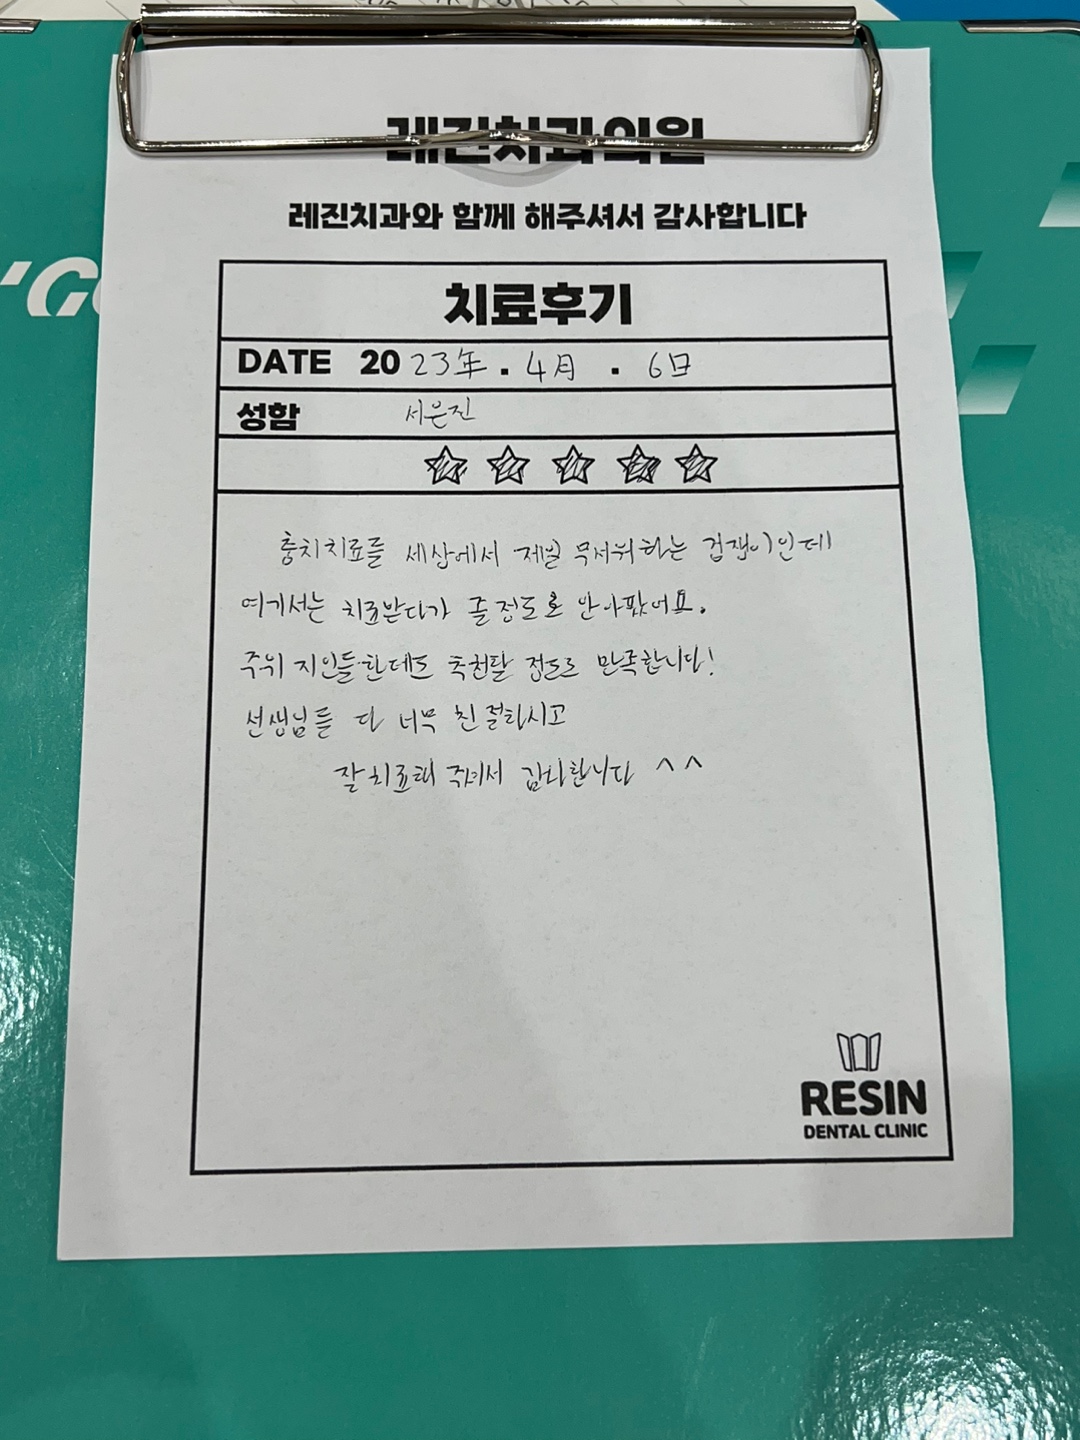 레진치과의원
레진치과와 함께 해주셔서 감사합니다
치료후기
DATE 2023年. 4月 . 6日
성함 서은진
충치치료를 세상에서 제일 무서워하는 겁쟁이인데
여기서는 치료받다가 졸정도로 안아팠어요.
주위 지인들한테도 추천할 정도로 만족합니다!
선생님들 다 너무 친절하시고
잘 치료해 주셔서 감사합니다 ^^
RESIN
DENTAL CLINIC